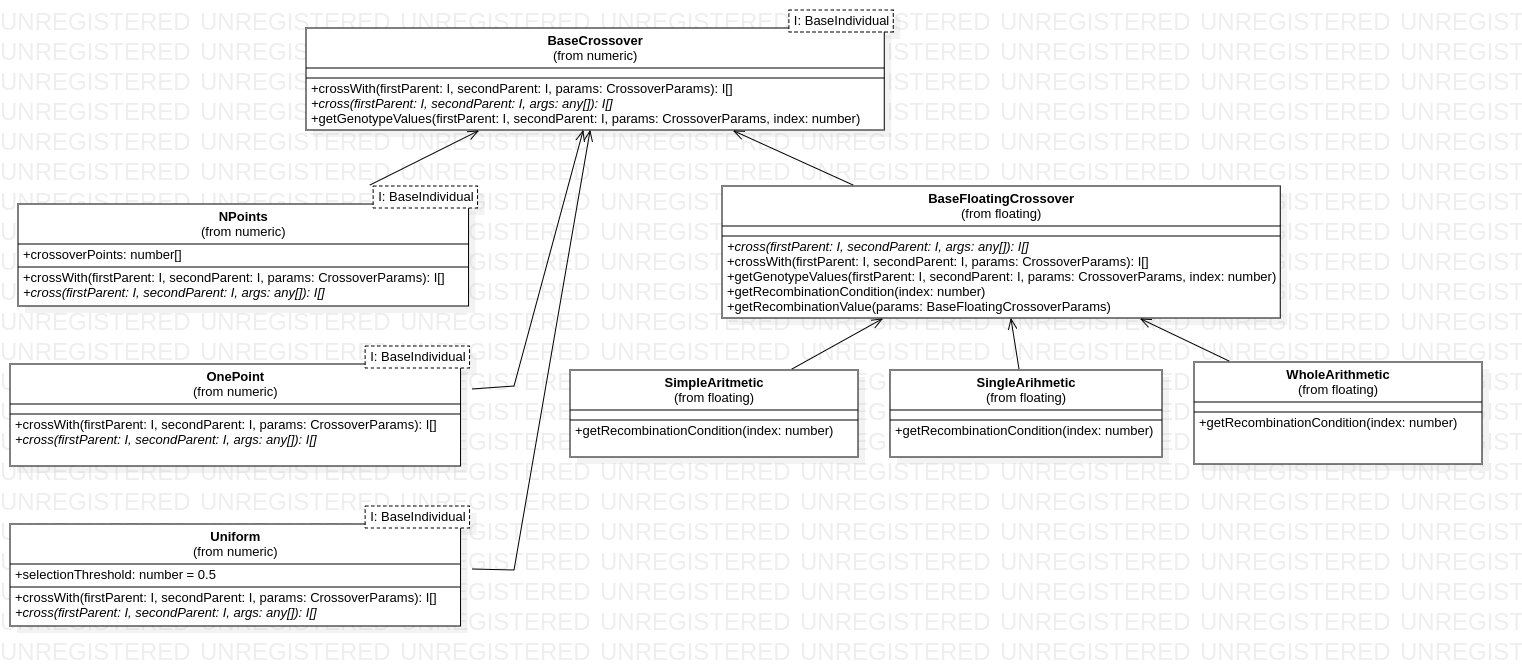 I: BaseIndividual
BaseCrossover
(from numeric)
+crossWith(firstParent: I, secondParent: I, params: CrossoverParams): I[]
+cross(firstParent: I, secondParent: I, args: any[]): I[]
+getGenotypeValues(firstParent: I, secondParent: I, params: CrossoverParams, index: number)
I: BaseIndividual
NPoints
(from numeric)
+crossoverPoints: number[]
+crossWith(firstParent: I, secondParent: I, params: CrossoverParams): I[]
+cross(firstParent: I, secondParent: I, args: any[]): I[]
BaseFloatingCrossover
(from floating)
+cross(firstParent: I, secondParent: I, args: any[]): I[]
+crossWith(firstParent: I, secondParent: I, params: CrossoverParams): I[]
+getGenotypeValues(firstParent: I, secondParent: I, params: CrossoverParams, index: number)
+getRecombinationCondition(index: number)
+getRecombinationValue(params: BaseFloatingCrossoverParams)
I: BaseIndividual
OnePoint
(from numeric)
+crossWith(firstParent: I, secondParent: I, params: CrossoverParams): I[]
+cross(firstParent: I, secondParent: I, args: any[]): I[]
SimpleAritmetic
(from floating)
+getRecombinationCondition(index: number)
SingleArihmetic
(from floating)
+getRecombinationCondition(index: number)
WholeArithmetic
(from floating)
+getRecombinationCondition(index: number)
I: BaseIndividual
Uniform
(from numeric)
+selectionThreshold: number = 0.5
+crossWith(firstParent: I, secondParent: I, params: CrossoverParams): I[]
+cross(firstParent: I, secondParent: I, args: any[]): I[]
UNREGISTERED